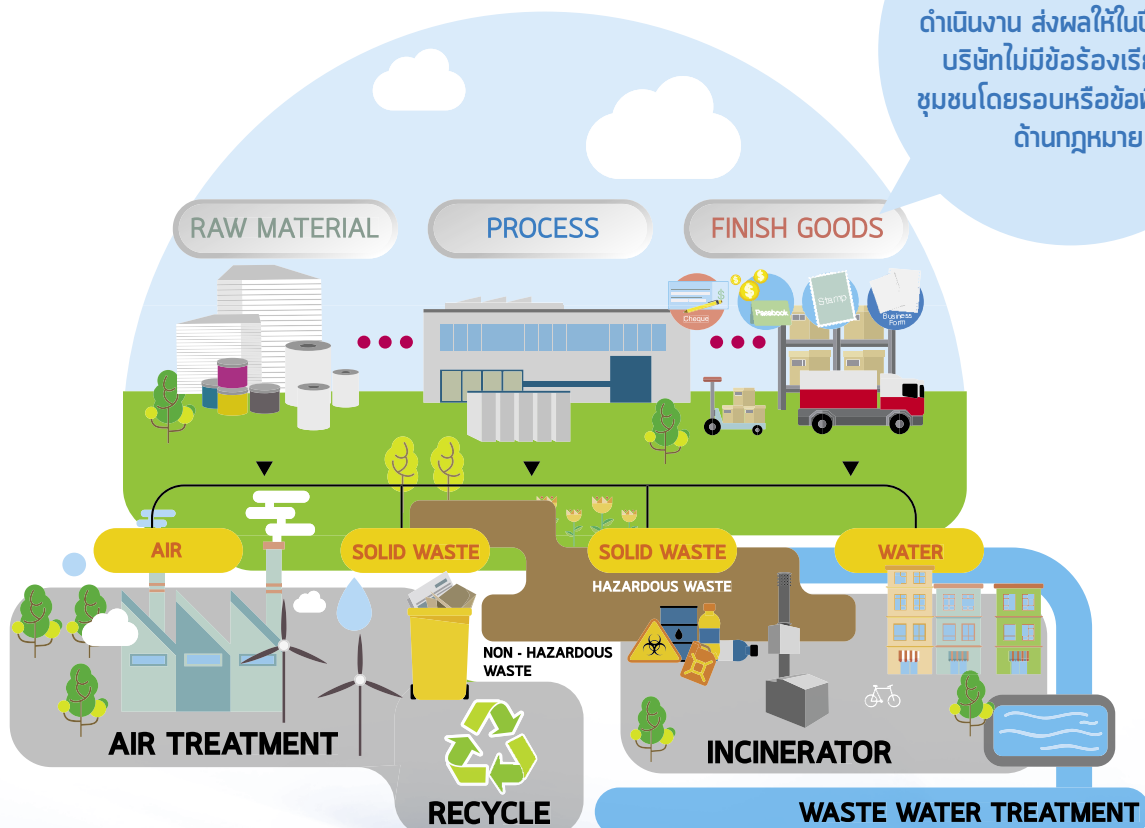 ดำเนินงาน ส่งผลให้ใน
บริษัทไม่มีข้อร้อง
ชุมชนโดยรอบหรือ
ด้านกฎหมาย
RAW MATERIAL
PROCESS
FINISH GOODS
Cheque
Passbook
Stamp
Business
Form
AIR
SOLID WASTE
SOLID WASTE
WATER
HAZARDOUS WASTE
NON - HAZARDOUS
WASTE
AIR TREATMENT
INCINERATOR
RECYCLE
WASTE WATER TREATMENT